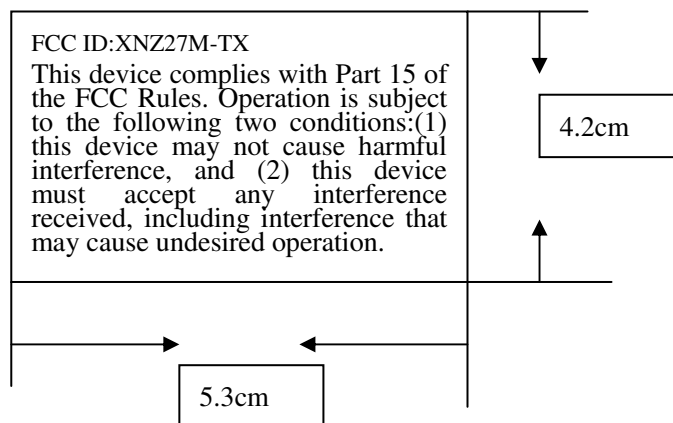 FCC ID:XNZ27M-TX
This device complies with Part 15 of
the FCC Rules. Operation is subject
to the following two conditions:(1)
this device may not cause harmful
interference, and (2) this device
must accept any interference
received, including interference that
may cause undesired operation.
4.2cm
5.3cm